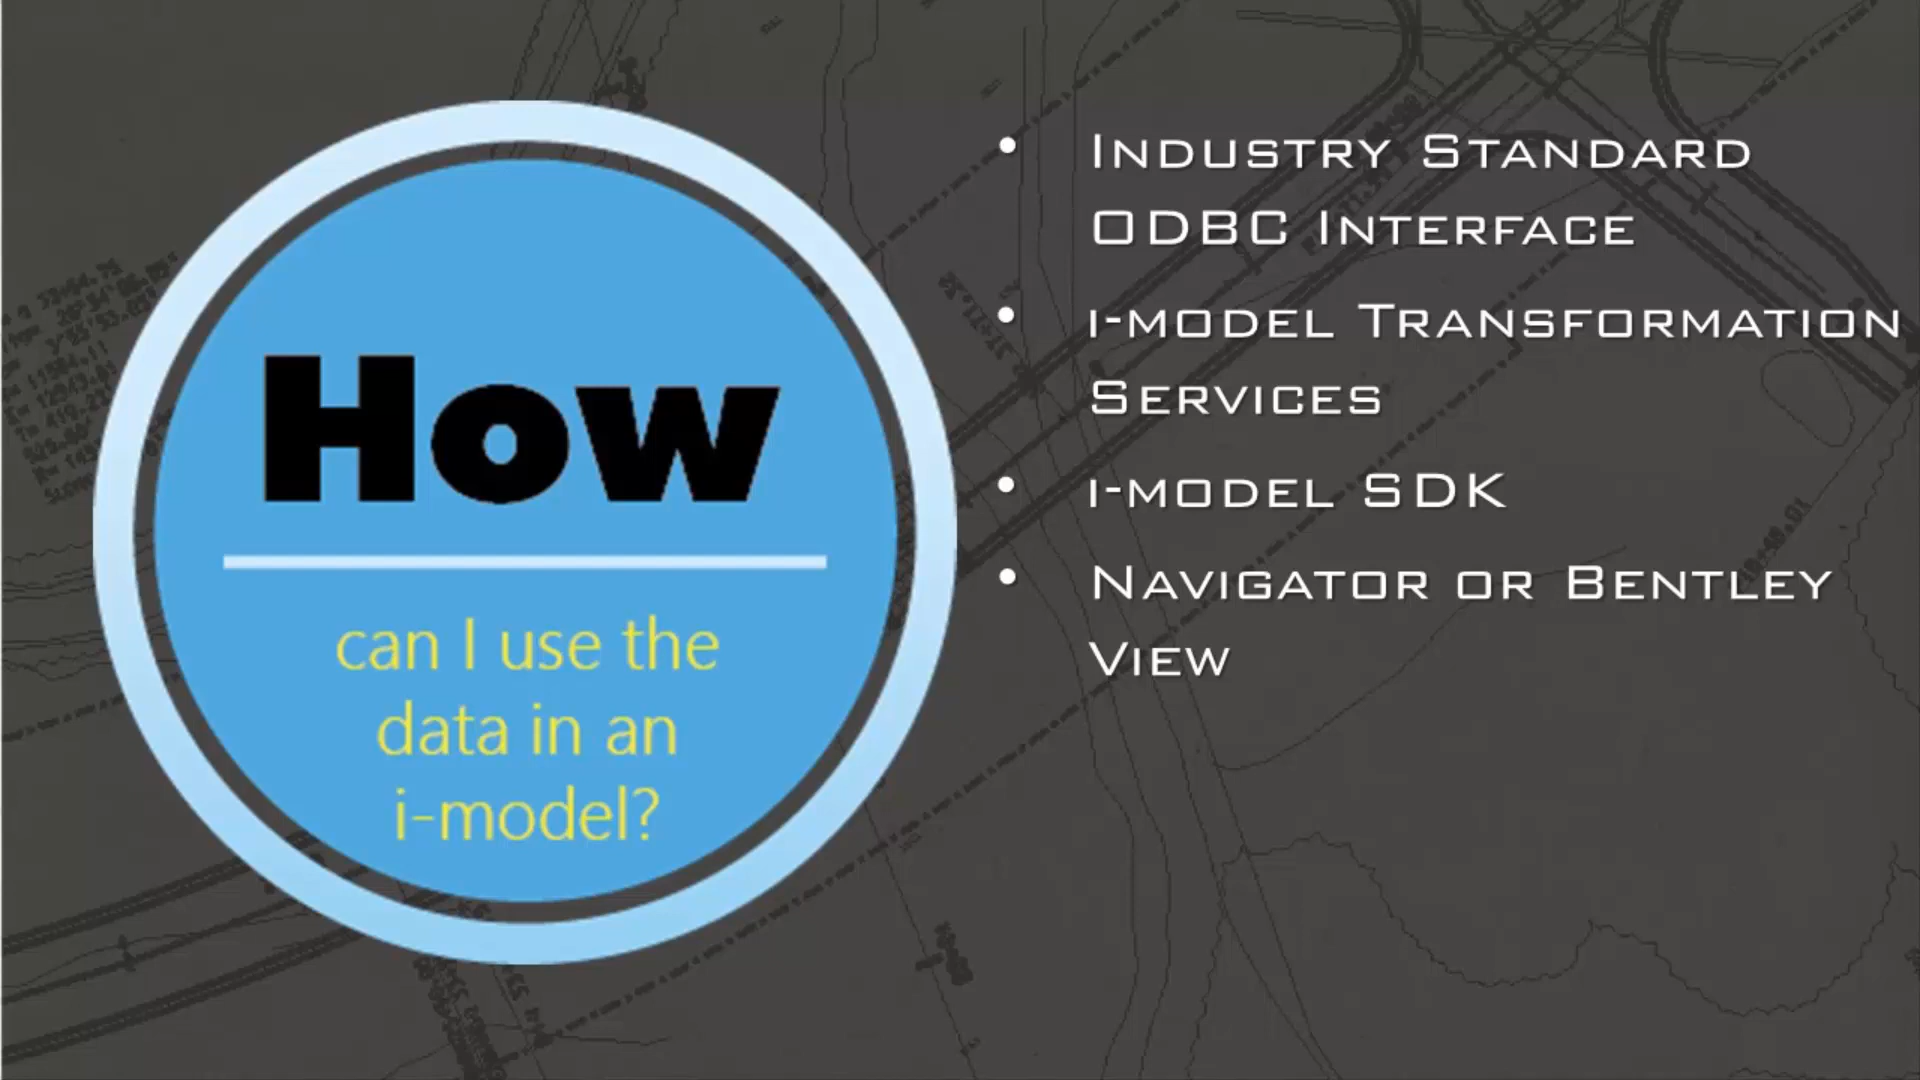 How
can I use the
data in an
i-model?
• Industry Standard
ODBC Interface
• i-model Transformation
Services
• i-model SDK
• Navigator or Bentley
View